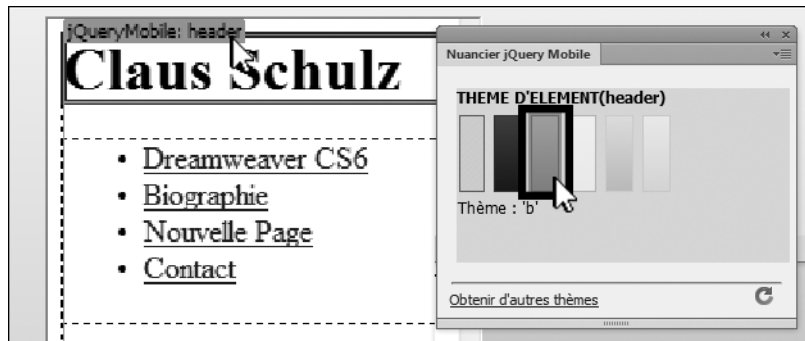 jQueryMobile: header
Claus Schulz
• Dreamweaver CS6
• Biographie
• Nouvelle Page
• Contact
Nuancier jQuery Mobile
THEME D'ELEMENT(header)
Thème : 'b'
Obtenir d'autres thèmes